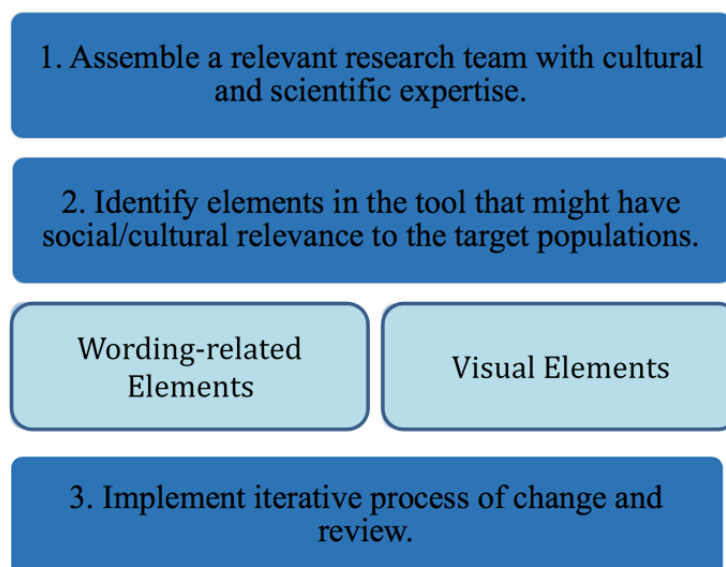 1. Assemble a relevant research team with cultural
and scientific expertise.
2. Identify elements in the tool that might have
social/cultural relevance to the target populations.
Wording-related
Elements
Visual Elements
3. Implement iterative process of change and
review.